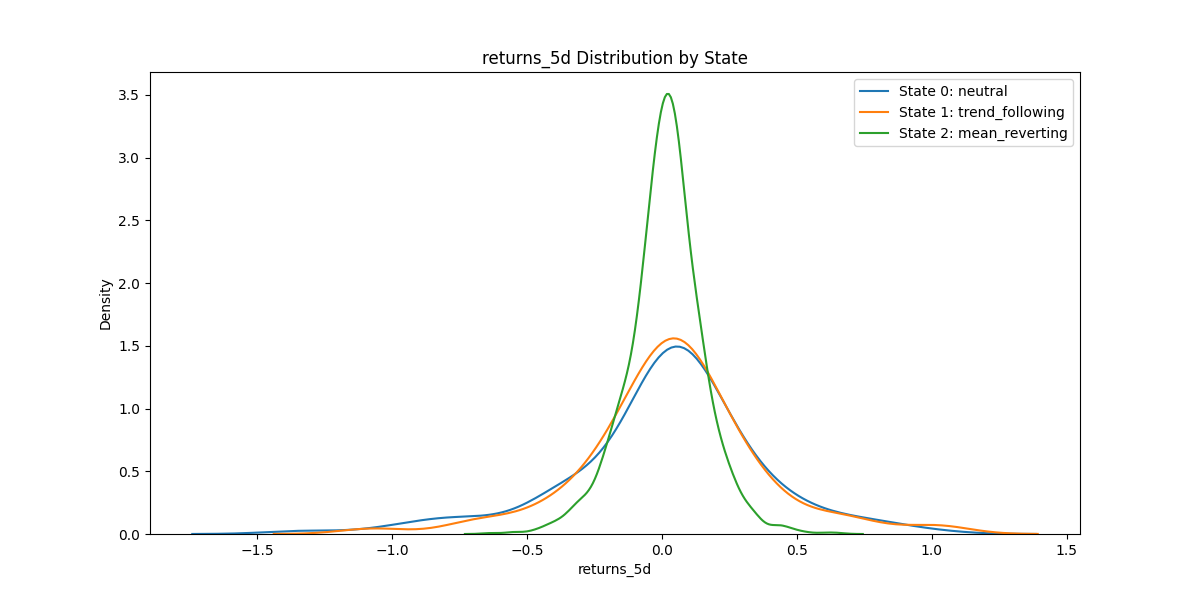 returns_5d Distribution by State
State 0: neutral
State 1: trend_following
State 2: mean_reverting
Density
3.5
3.0
2.5
2.0
1.5
1.0
0.5
0.0
−1.5 −1.0 −0.5 0.0 0.5 1.0 1.5
returns_5d